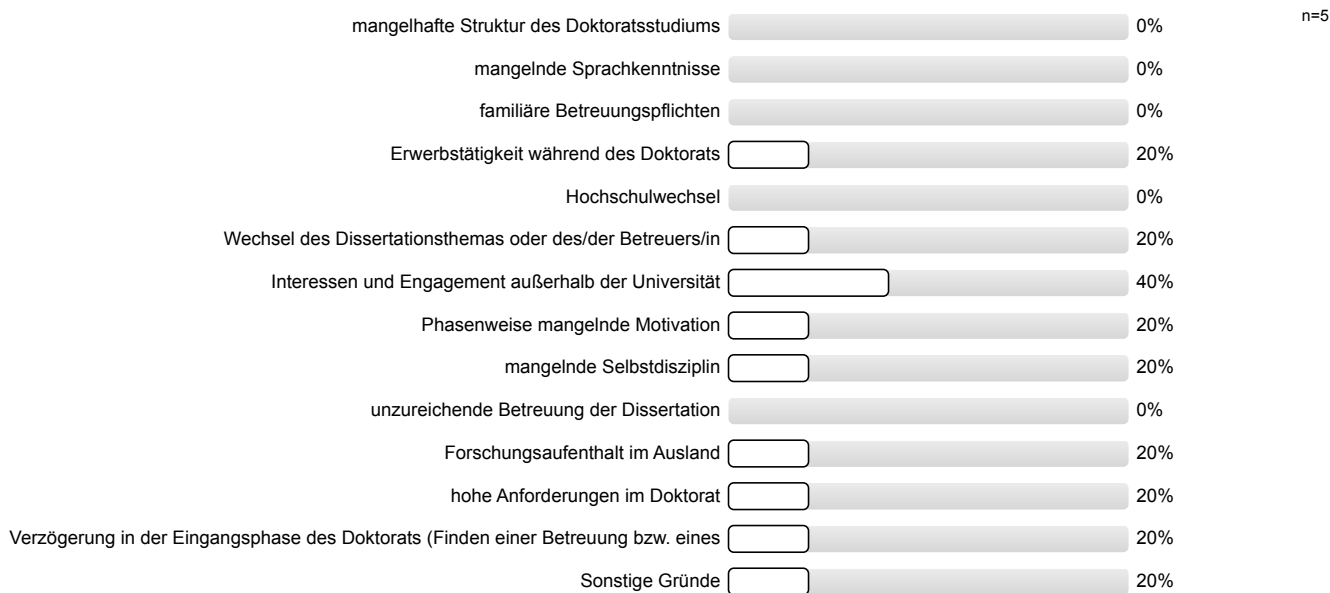 n=5
mangelhafte Struktur des Doktoratsstudiums 0%
mangelnde Sprachkenntnisse 0%
familiäre Betreuungspflichten 0%
Erwerbstätigkeit während des Doktorats 20%
Hochschulwechsel 0%
Wechsel des Dissertationsthemas oder des/der Betreuers/in 20%
Interessen und Engagement außerhalb der Universität 40%
Phasenweise mangelnde Motivation 20%
mangelnde Selbstdisziplin 20%
unzureichende Betreuung der Dissertation 0%
Forschungsaufenthalt im Ausland 20%
hohe Anforderungen im Doktorat 20%
Verzögerung in der Eingangsphase des Doktorats (Finden einer Betreuung bzw. eines 20%
Sonstige Gründe 20%